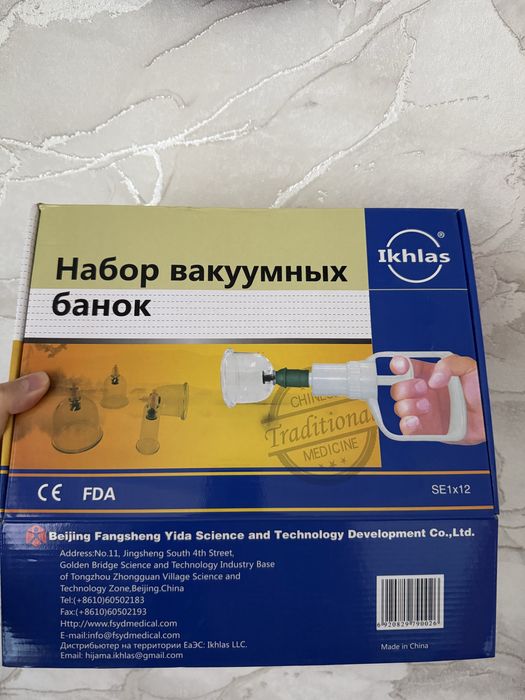 Ikhlas ®
Набор вакуумных
банок
CHINESE
Traditional
MEDICINE
CE FDA
SE1x12
Beijing Fangsheng Yida Science and Technology Development Co.,Ltd.
Address:No.11, Jingsheng South 4th Street,
Golden Bridge Science and Technology Industry Base
of Tongzhou Zhongguan Village Science and
Technology Zone,Beijing.China
Tel:(+8610)60502183
Fax:(+8610)60502193
Http://www.fsydmedical.com
E-mail:info@fsydmedical.com
Дистрибьютер на территории ЕаЭС: Ikhlas LLC.
Email: hijama.ikhlas@gmail.com
6920829790026
Made in China